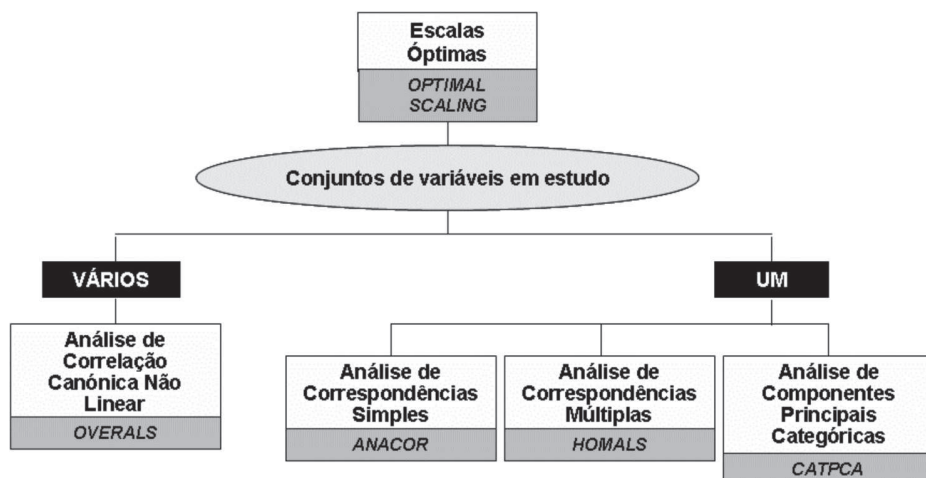 Escalas
Óptimas
OPTIMAL
SCALING
Conjuntos de variáveis em estudo
VÁRIOS
UM
Análise de
Correlação
Canónica Não
Linear
OVERALS
Análise de
Correspondências
Simples
ANACOR
Análise de
Correspondências
Múltiplas
HOMALS
Análise de
Componentes
Principais
Categóricas
CATPCA